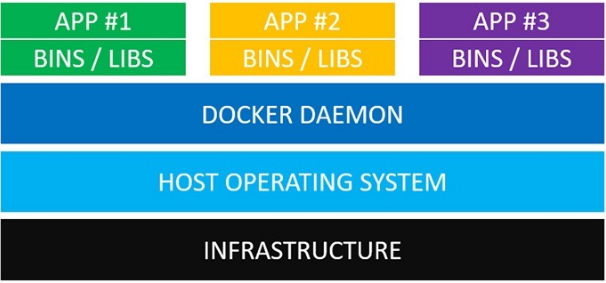 APP #1
BINS / LIBS
APP #2
BINS / LIBS
APP #3
BINS / LIBS
DOCKER DAEMON
HOST OPERATING SYSTEM
INFRASTRUCTURE